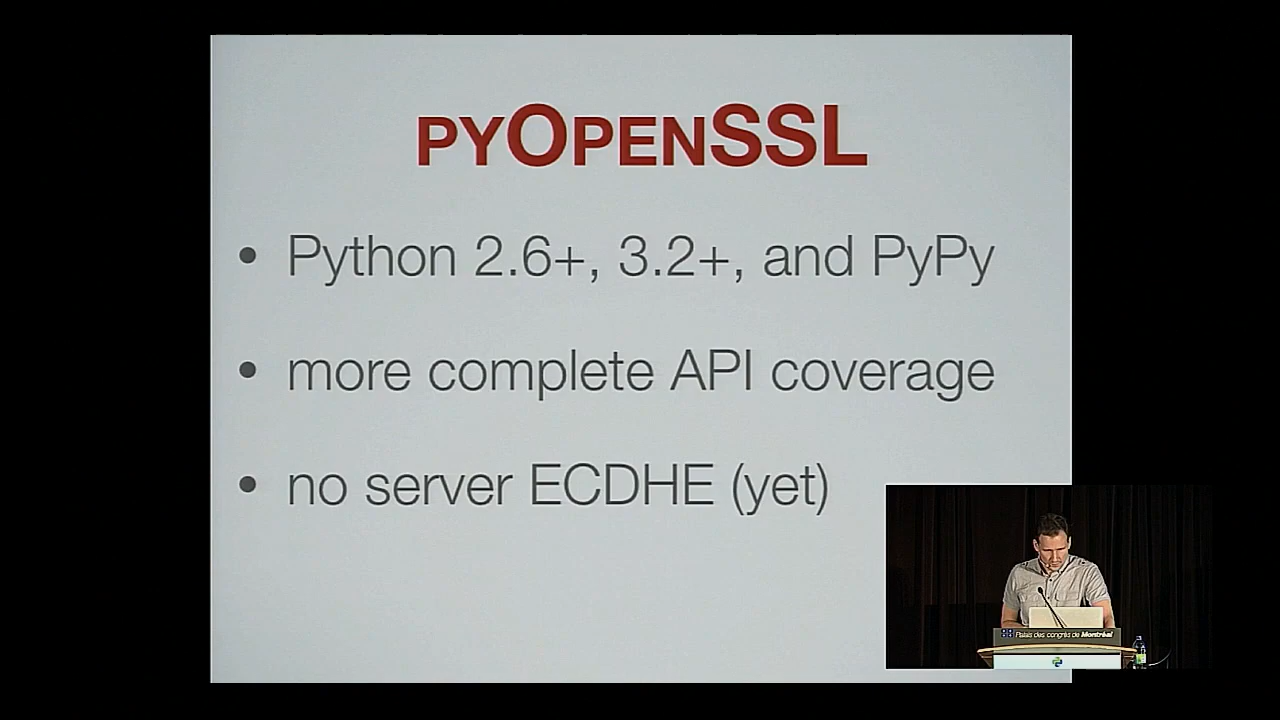 PYOPENSSL
• Python 2.6+, 3.2+, and PyPy
• more complete API coverage
• no server ECDHE (yet)
Palais des congrès de Montréal